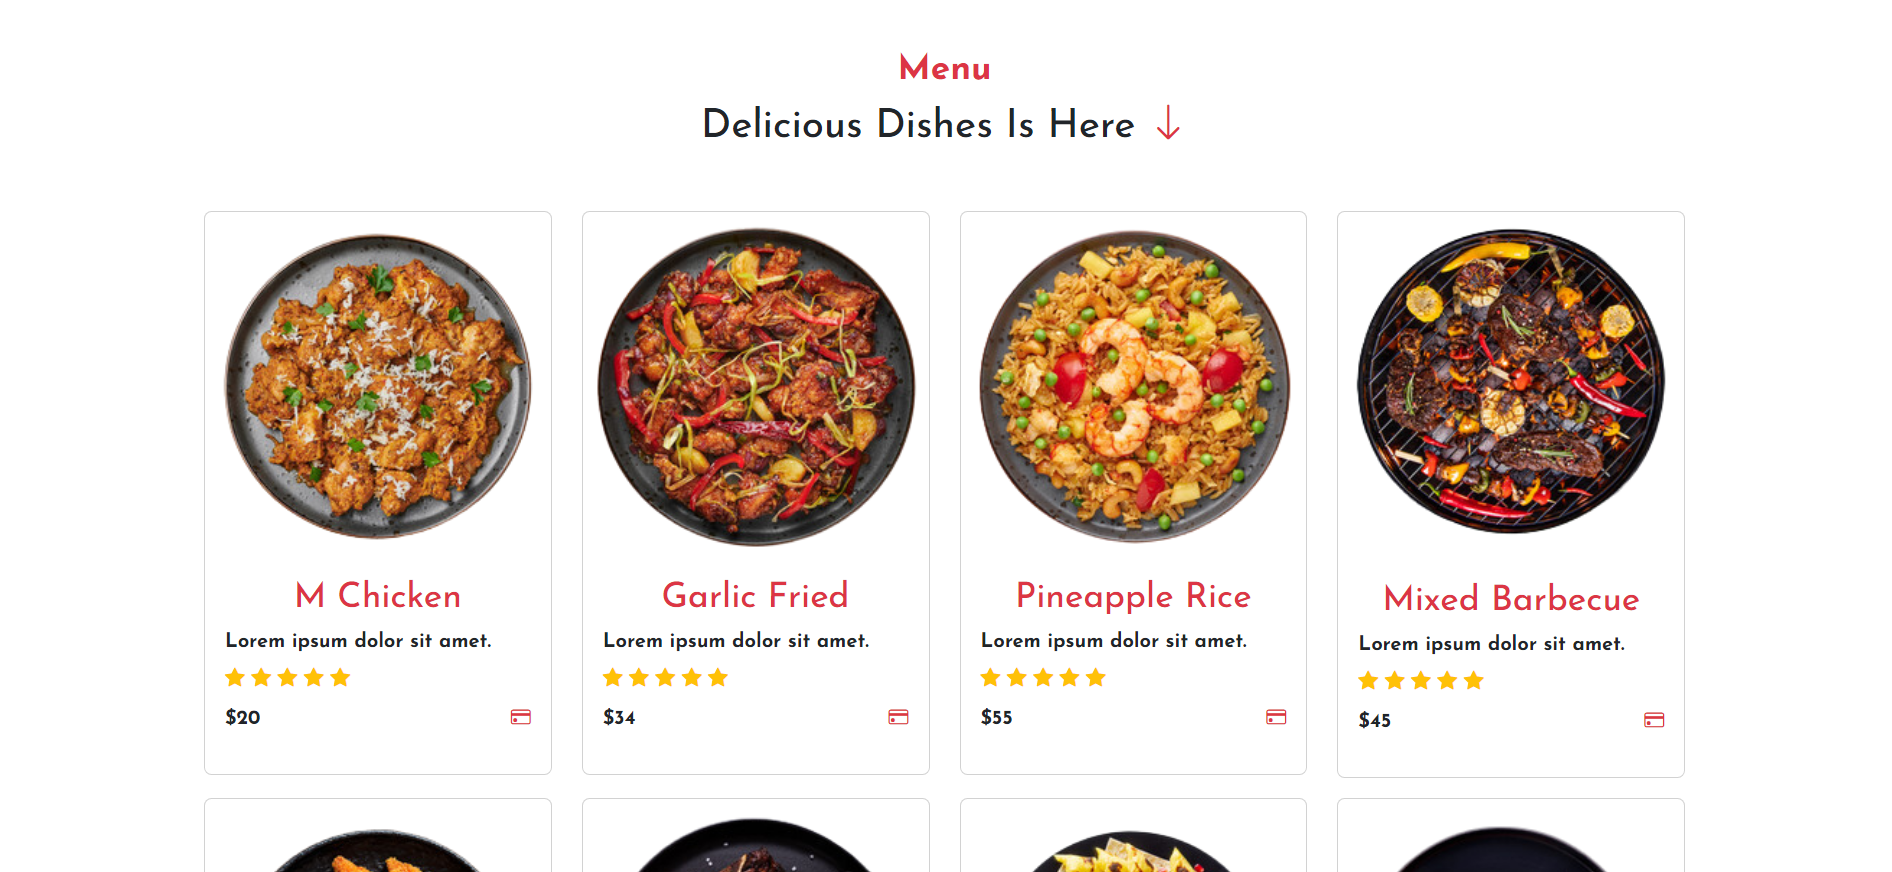 Menu
Delicious Dishes Is Here
M Chicken
Lorem ipsum dolor sit amet.
$20
Garlic Fried
Lorem ipsum dolor sit amet.
$34
Pineapple Rice
Lorem ipsum dolor sit amet.
$55
Mixed Barbecue
Lorem ipsum dolor sit amet.
$45